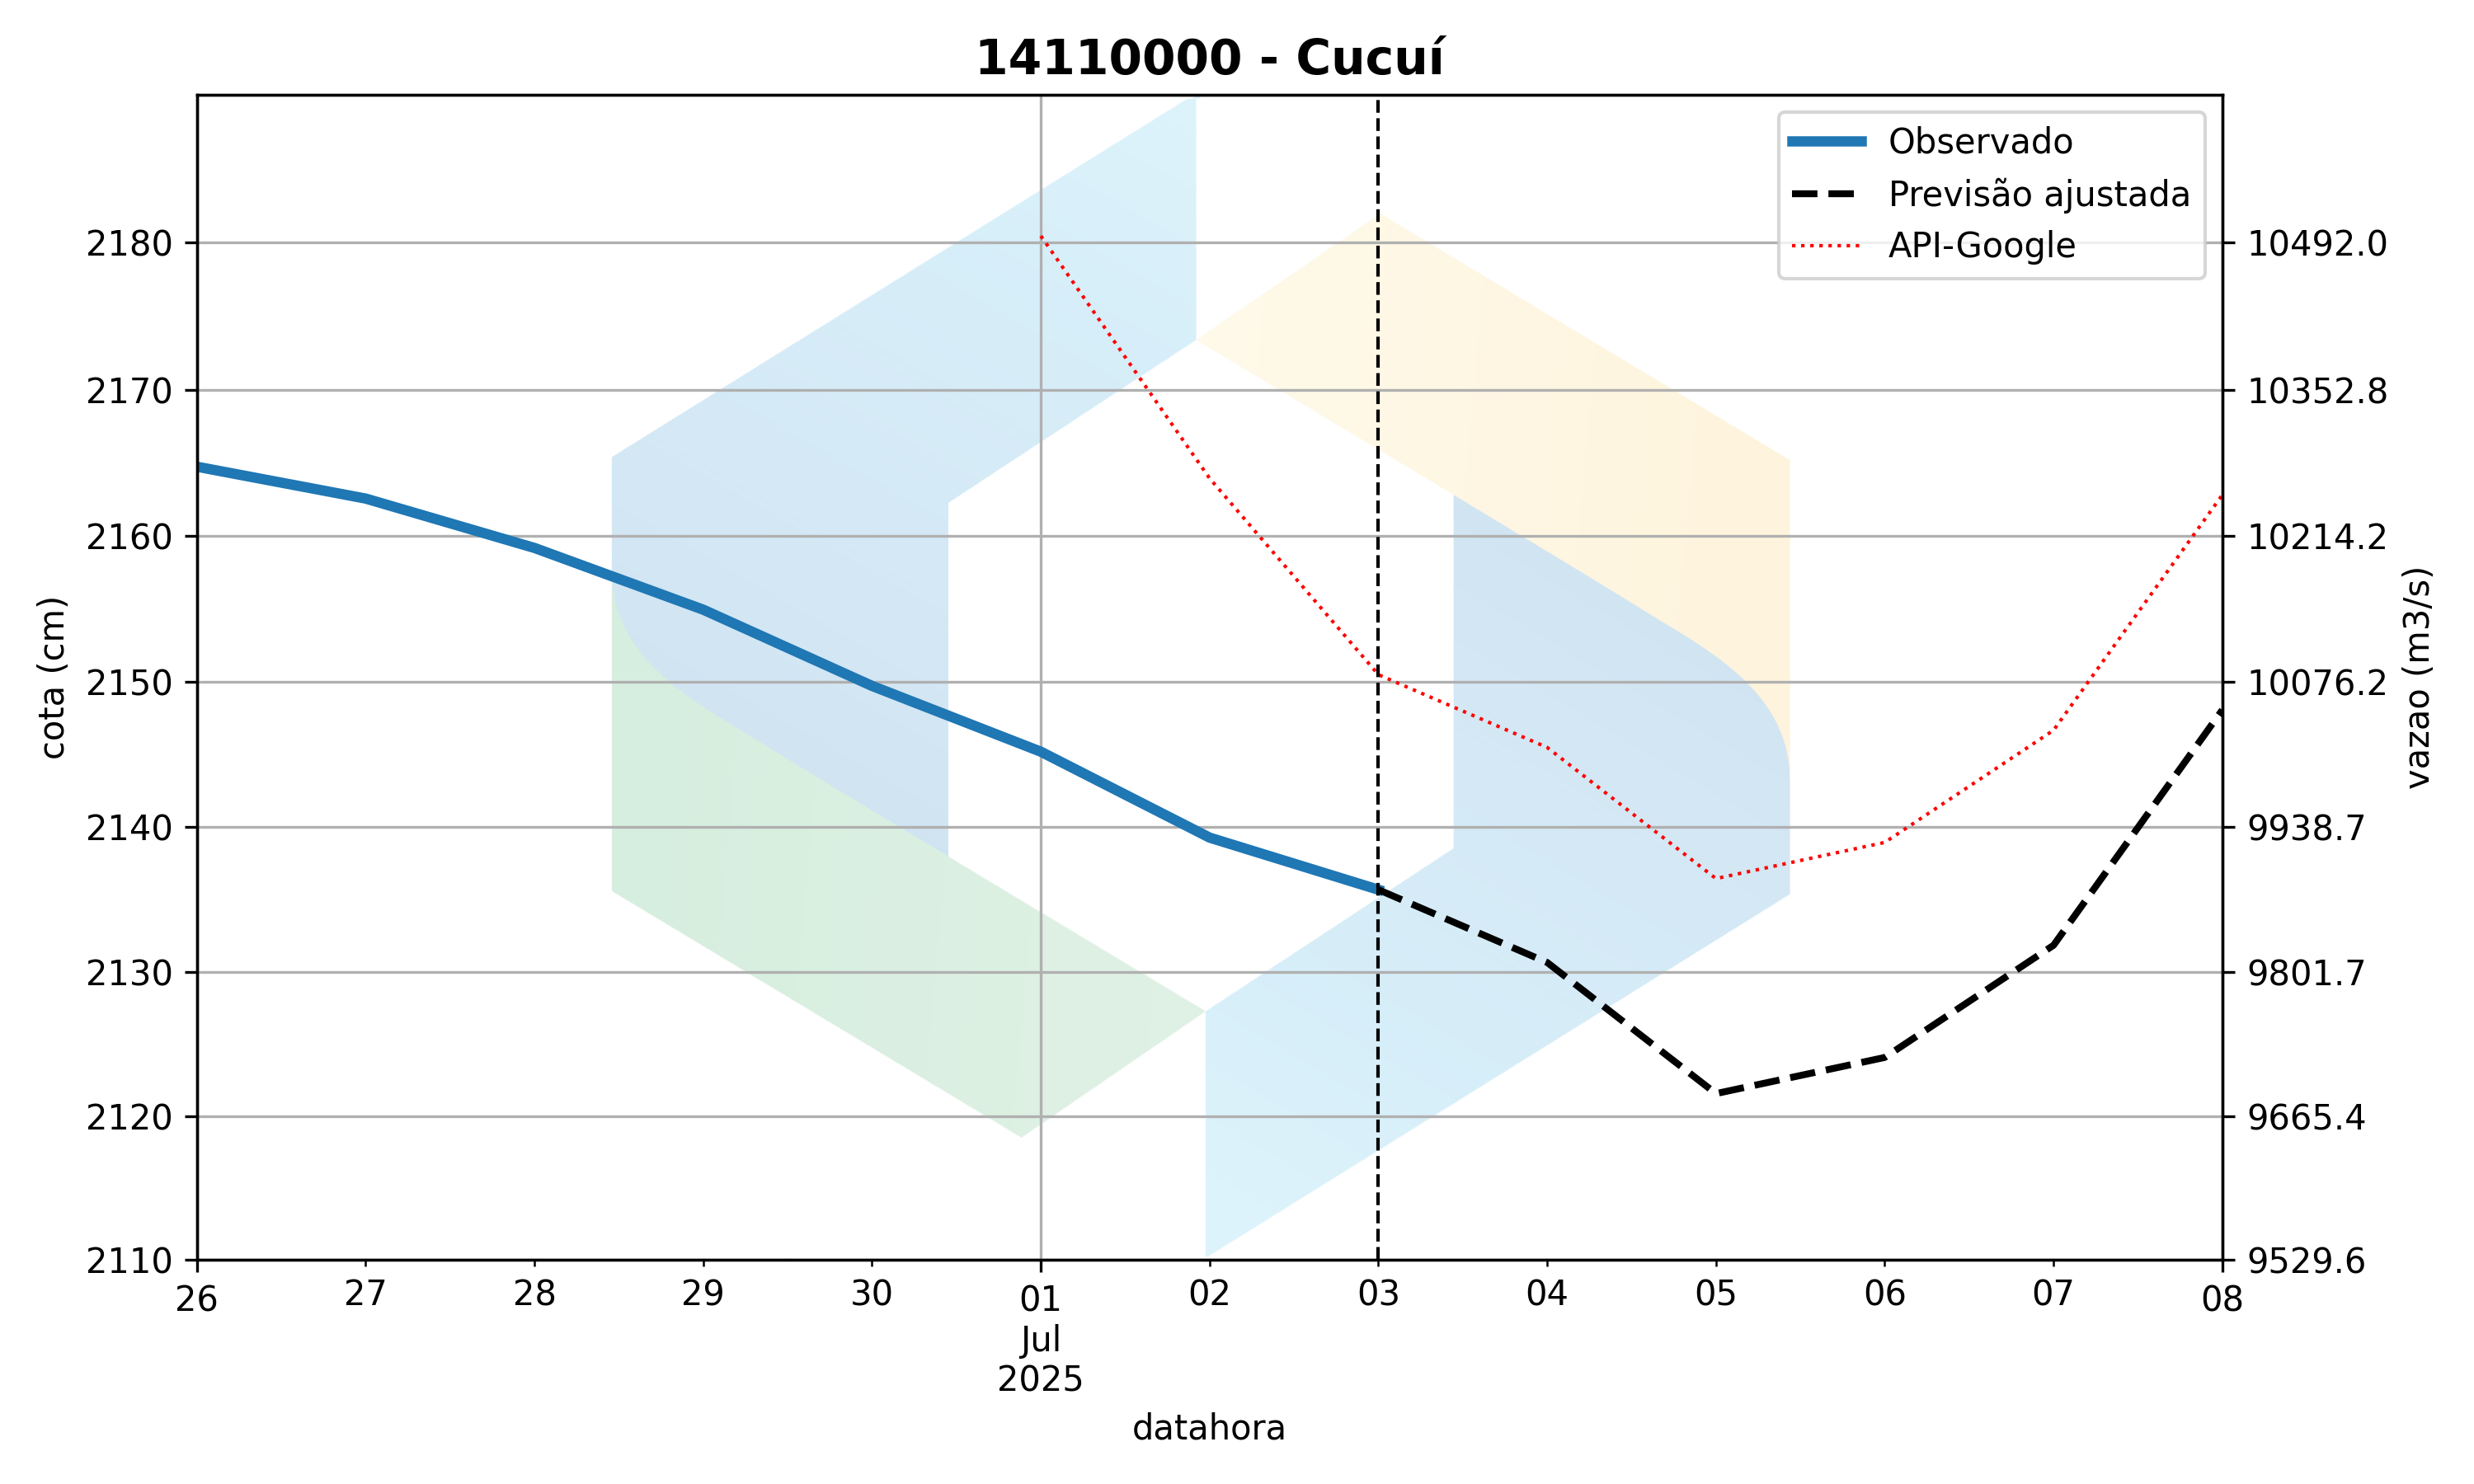 14110000 - Cucuí
Observado
Previsão ajustada
API-Google
2180
2170
2160
2150
2140
2130
2120
2110
cota (cm)
10492.0
10352.8
10214.2
10076.2
9938.7
9801.7
9665.4
9529.6
vazao (m3/s)
26 27 28 29 30 01 02 03 04 05 06 07 08
Jul
2025
datahora